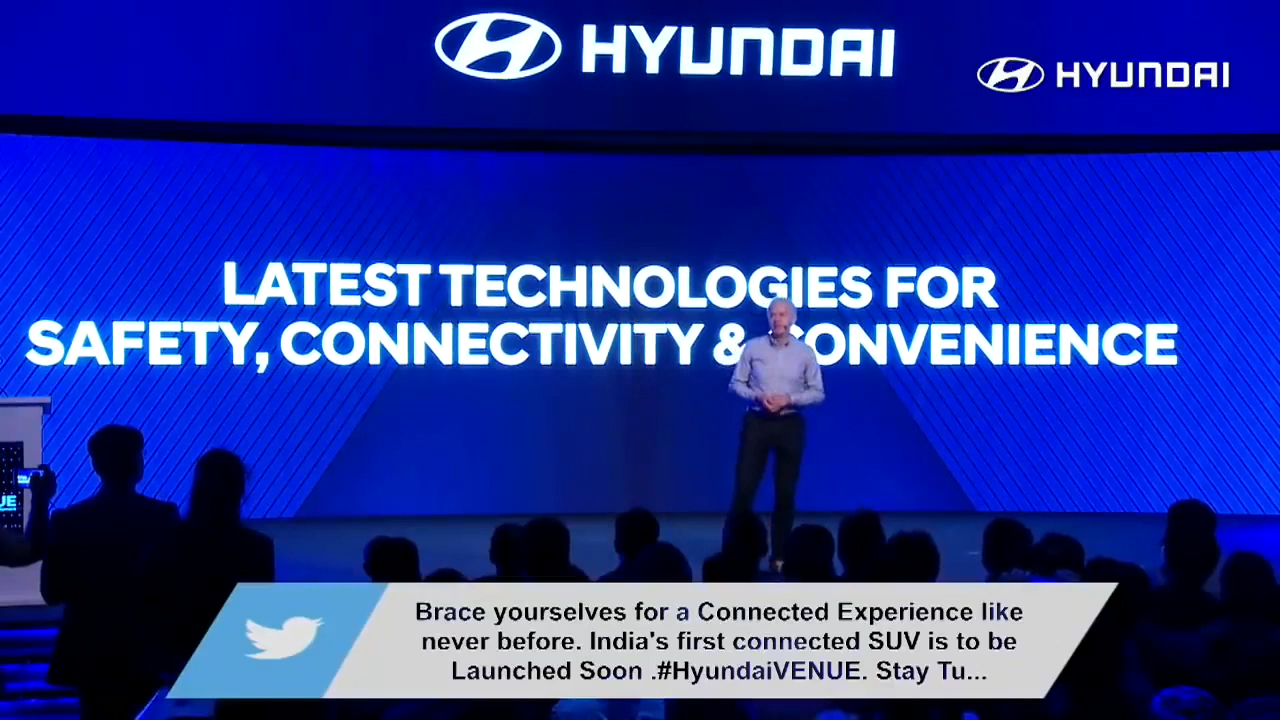 HYUNDAI
HYUNDAI
LATEST TECHNOLOGIES FOR
SAFETY, CONNECTIVITY &
Brace yourselves for a Connected Experience like
never before. India's first connected SUV is to be
Launched Soon .#HyundaiVENUE. Stay Tu...